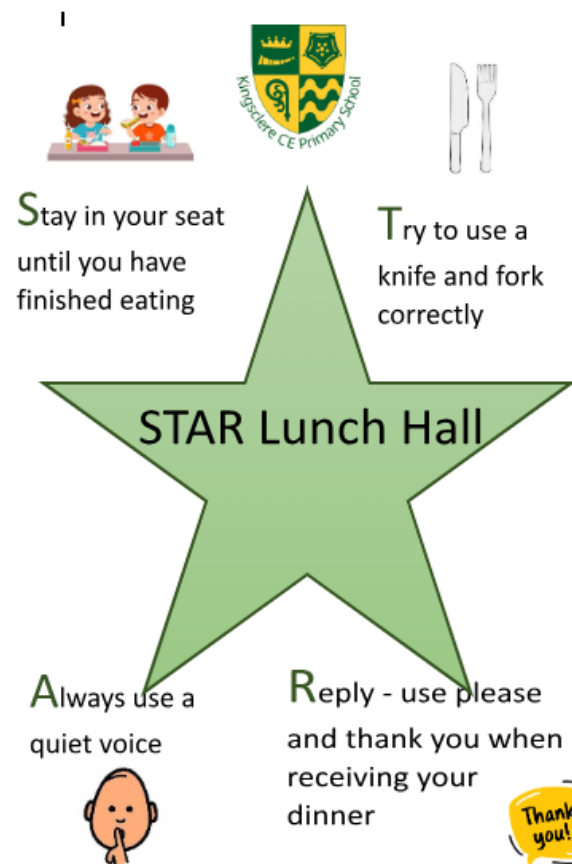 Kingsclere CE Primary School
Stay in your seat
until you have
finished eating
Try to use a
knife and fork
correctly
STAR Lunch Hall
Always use a
quiet voice
Reply - use please
and thank you when
receiving your
dinner
Thank
you!